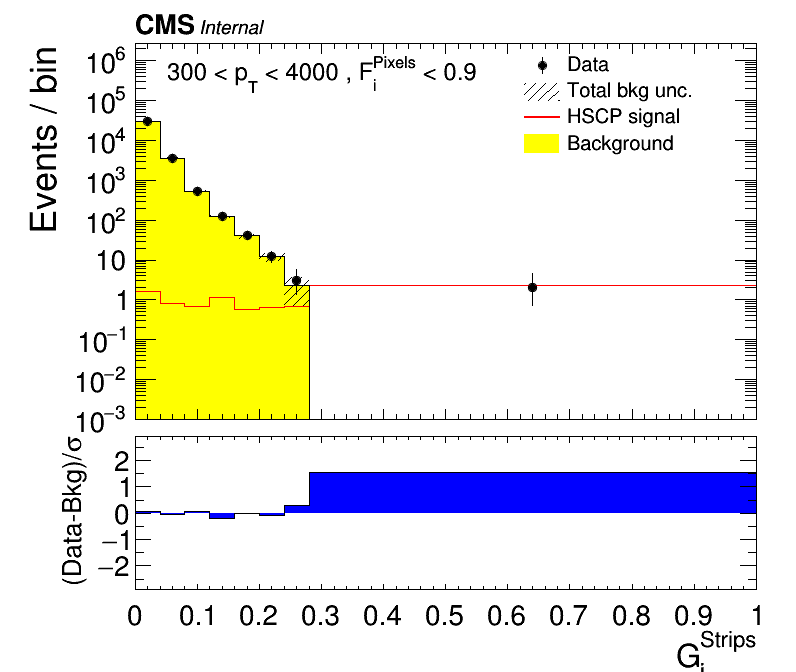 CMS Internal
300 < p_T < 4000 , F_i^Pixels < 0.9
Data
Total bkg unc.
HSCP signal
Background
Events / bin
10^6
10^5
10^4
10^3
10^2
10
1
10^−1
10^−2
10^−3
(Data-Bkg)/σ
2
1
0
−1
−2
0 0.1 0.2 0.3 0.4 0.5 0.6 0.7 0.8 0.9 1
G_i^Strips